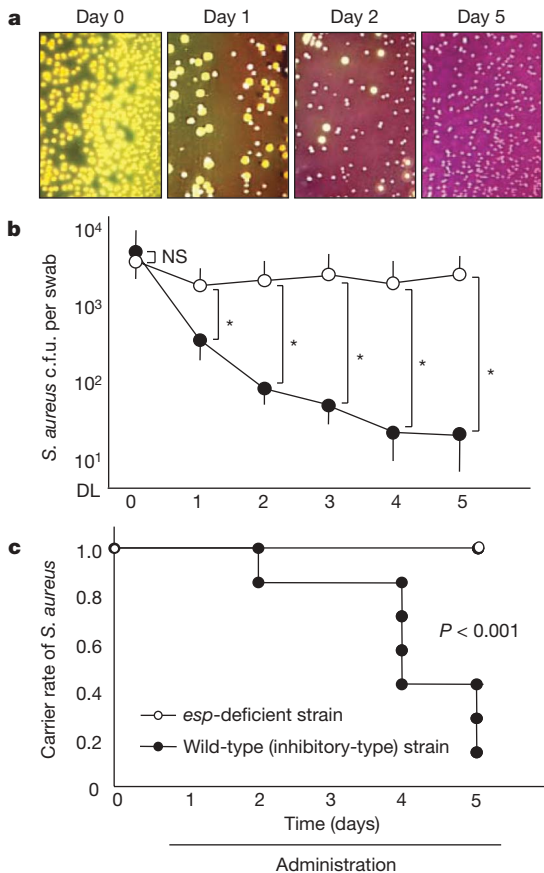 a
Day 0 Day 1 Day 2 Day 5
b
S. aureus c.f.u. per swab
10⁴
10³
10²
10¹
DL
NS
*
*
*
*
*
0 1 2 3 4 5
c
Carrier rate of S. aureus
1.0
0.8
0.6
0.4
0.2
0
P < 0.001
esp-deficient strain
Wild-type (inhibitory-type) strain
0 1 2 3 4 5
Time (days)
Administration